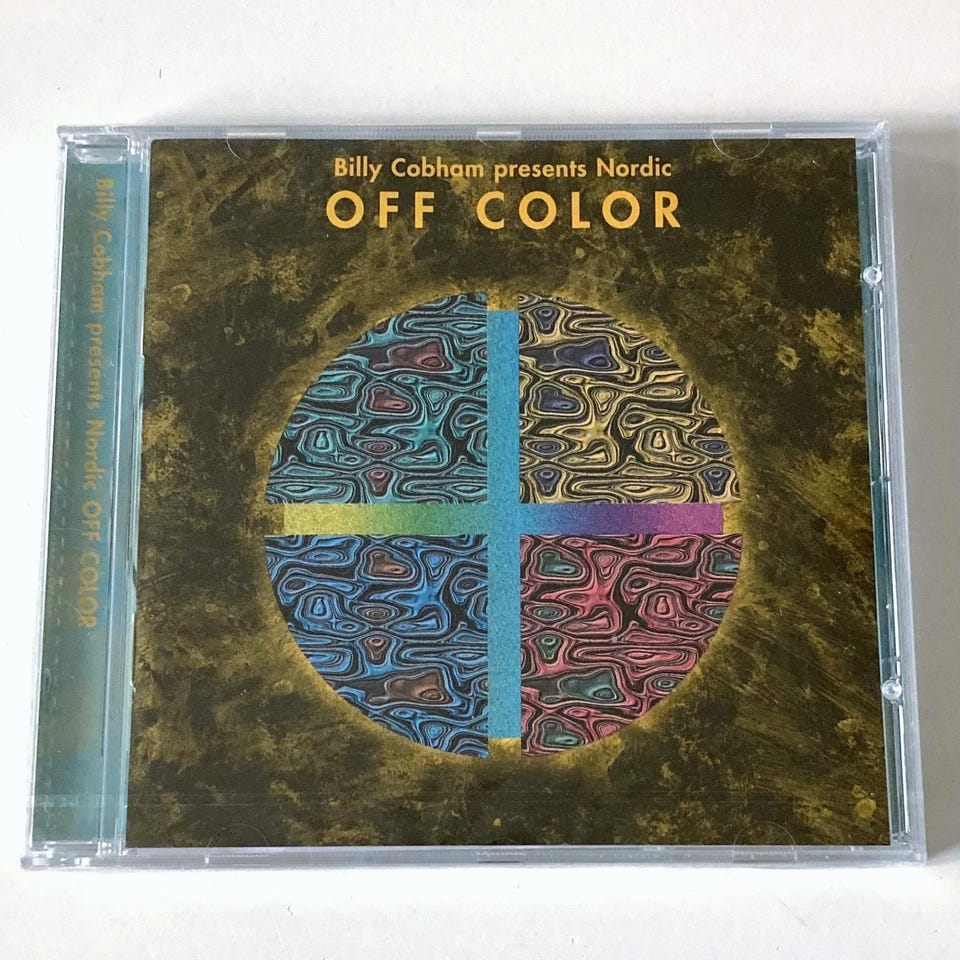 Billy Cobham presents Nordic
OFF COLOR
Billy Cobham presents Nordic OFF COLOR